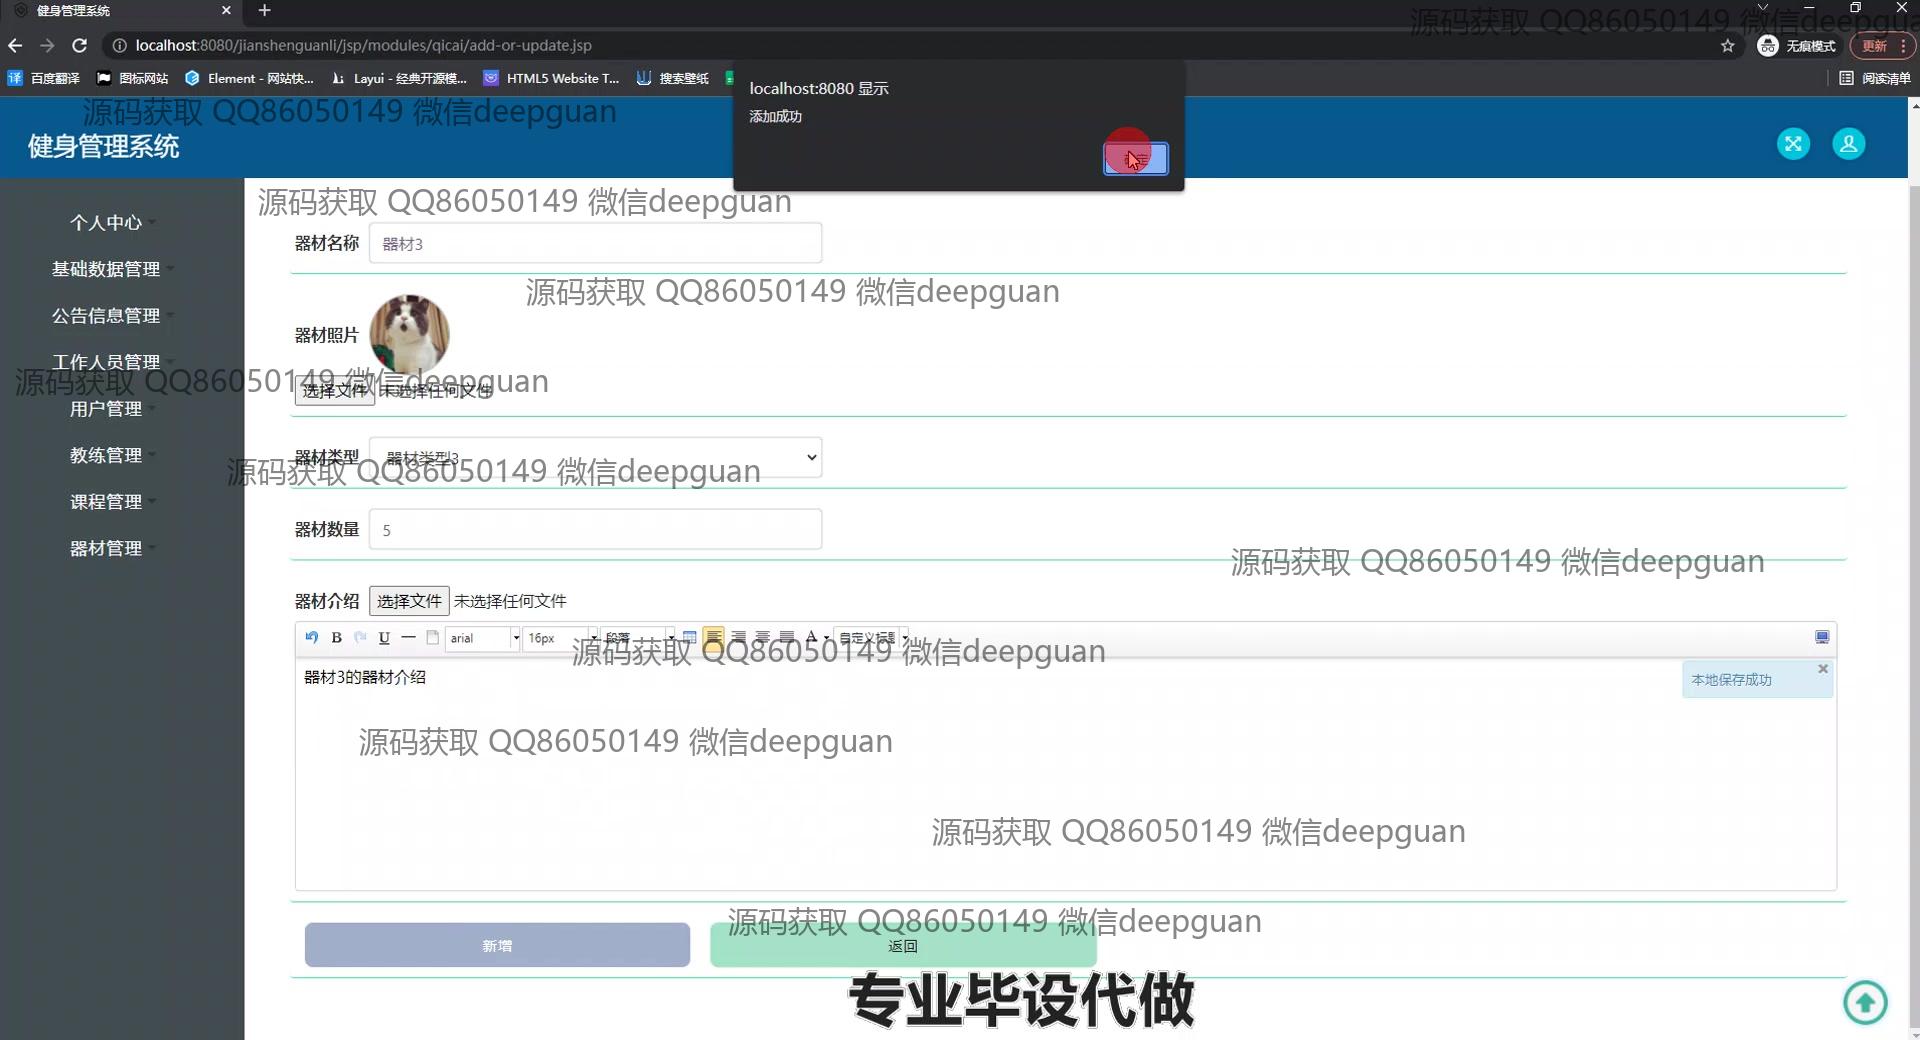 健身管理系统
localhost:8080/jianshenguanli/jsp/modules/qicai/add-or-update.jsp
无痕模式
更新
百度翻译
图标网站
Element - 网站快...
Layui - 经典开源模...
HTML5 Website T...
搜索壁纸
阅读清单
源码获取 QQ86050149 微信deepgua
源码获取 QQ86050149 微信deepguan
localhost:8080 显示
添加成功
健身管理系统
源码获取 QQ86050149 微信deepguan
个人中心
基础数据管理
公告信息管理
工作人员管理
用户管理
教练管理
课程管理
器材管理
器材名称 器材3
源码获取 QQ86050149 微信deepguan
器材照片
源码获取 QQ86050149 微信deepguan
选择文件 未选择任何文件
器材类型 器材类型3
源码获取 QQ86050149 微信deepguan
器材数量 5
源码获取 QQ86050149 微信deepguan
器材介绍 选择文件 未选择任何文件
B U arial 16px 段落 A 自定义标题
源码获取 QQ86050149 微信deepguan
器材3的器材介绍
本地保存成功
源码获取 QQ86050149 微信deepguan
源码获取 QQ86050149 微信deepguan
源码获取 QQ86050149 微信deepguan
新增
返回
专业毕设代做